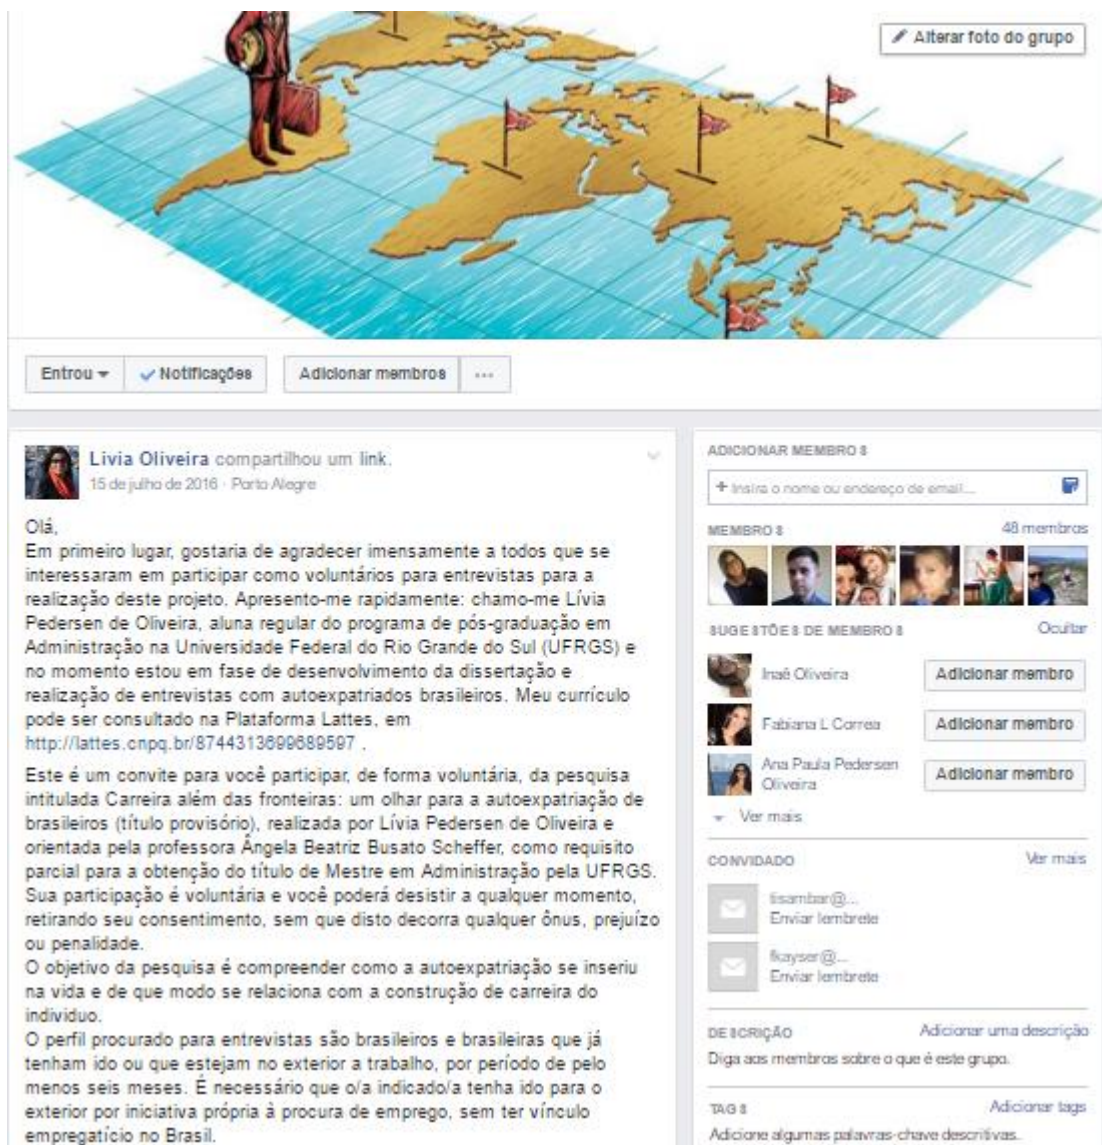 Alterar foto do grupo
Entrou
Notificações
Adicionar membros
...
Livia Oliveira compartilhou um link.
15 de julho de 2016 · Porto Alegre
Olá,
Em primeiro lugar, gostaria de agradecer imensamente a todos que se
interessaram em participar como voluntários para entrevistas para a
realização deste projeto. Apresento-me rapidamente: chamo-me Lívia
Pedersen de Oliveira, aluna regular do programa de pós-graduação em
Administração na Universidade Federal do Rio Grande do Sul (UFRGS) e
no momento estou em fase de desenvolvimento da dissertação e
realização de entrevistas com autoexpatriados brasileiros. Meu currículo
pode ser consultado na Plataforma Lattes, em
http://lattes.cnpq.br/8744313699689597 .
Este é um convite para você participar, de forma voluntária, da pesquisa
intitulada Carreira além das fronteiras: um olhar para a autoexpatriação de
brasileiros (título provisório), realizada por Lívia Pedersen de Oliveira e
orientada pela professora Ângela Beatriz Busato Scheffer, como requisito
parcial para a obtenção do título de Mestre em Administração pela UFRGS.
Sua participação é voluntária e você poderá desistir a qualquer momento,
retirando seu consentimento, sem que disto decorra qualquer ônus, prejuízo
ou penalidade.
O objetivo da pesquisa é compreender como a autoexpatriação se inseriu
na vida e de que modo se relaciona com a construção de carreira do
individuo.
O perfil procurado para entrevistas são brasileiros e brasileiras que já
tenham ido ou que estejam no exterior a trabalho, por período de pelo
menos seis meses. É necessário que o/a indicado/a tenha ido para o
exterior por iniciativa própria à procura de emprego, sem ter vínculo
empregatício no Brasil.
ADICIONAR MEMBROS
+ Insira o nome ou endereço de email...
MEMBROS
48 membros
SUGESTÕES DE MEMBROS
Ocultar
Inaê Oliveira
Adicionar membro
Fabiana L Correa
Adicionar membro
Ana Paula Pedersen
Oliveira
Adicionar membro
Ver mais
CONVIDADO
Ver mais
tisambar@...
Enviar lembrete
fkayser@...
Enviar lembrete
DESCRIÇÃO
Adicionar uma descrição
Diga aos membros sobre o que é este grupo.
TAGS
Adicionar tags
Adicione algumas palavras-chave descritivas.